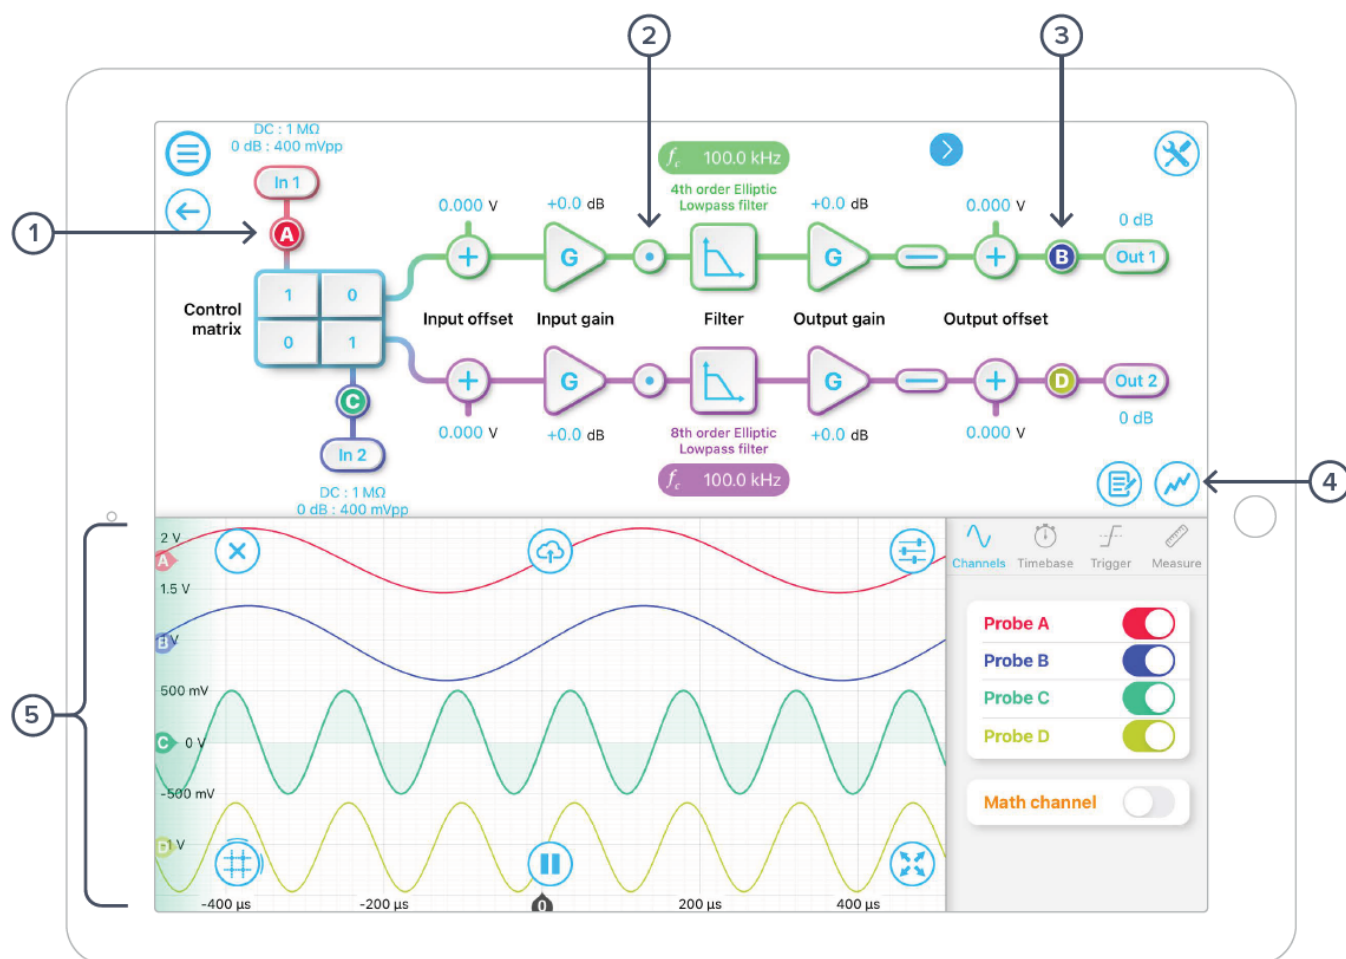 2
3
DC : 1 MΩ
0 dB : 400 mVpp
In 1
1
A
fc 100.0 kHz
4th order Elliptic
Lowpass filter
0.000 V
+0.0 dB
+0.0 dB
0.000 V
0 dB
G
G
B
Out 1
Control
matrix
1 0
0 1
Input offset
Input gain
Filter
Output gain
Output offset
C
In 2
DC : 1 MΩ
0 dB : 400 mVpp
G
G
D
Out 2
0.000 V
+0.0 dB
8th order Elliptic
Lowpass filter
fc 100.0 kHz
+0.0 dB
0.000 V
0 dB
4
5
2 V
A
1.5 V
B
V
500 mV
C
0 V
-500 mV
D
-1 V
-400 µs
-200 µs
0
200 µs
400 µs
Channels
Timebase
Trigger
Measure
Probe A
Probe B
Probe C
Probe D
Math channel